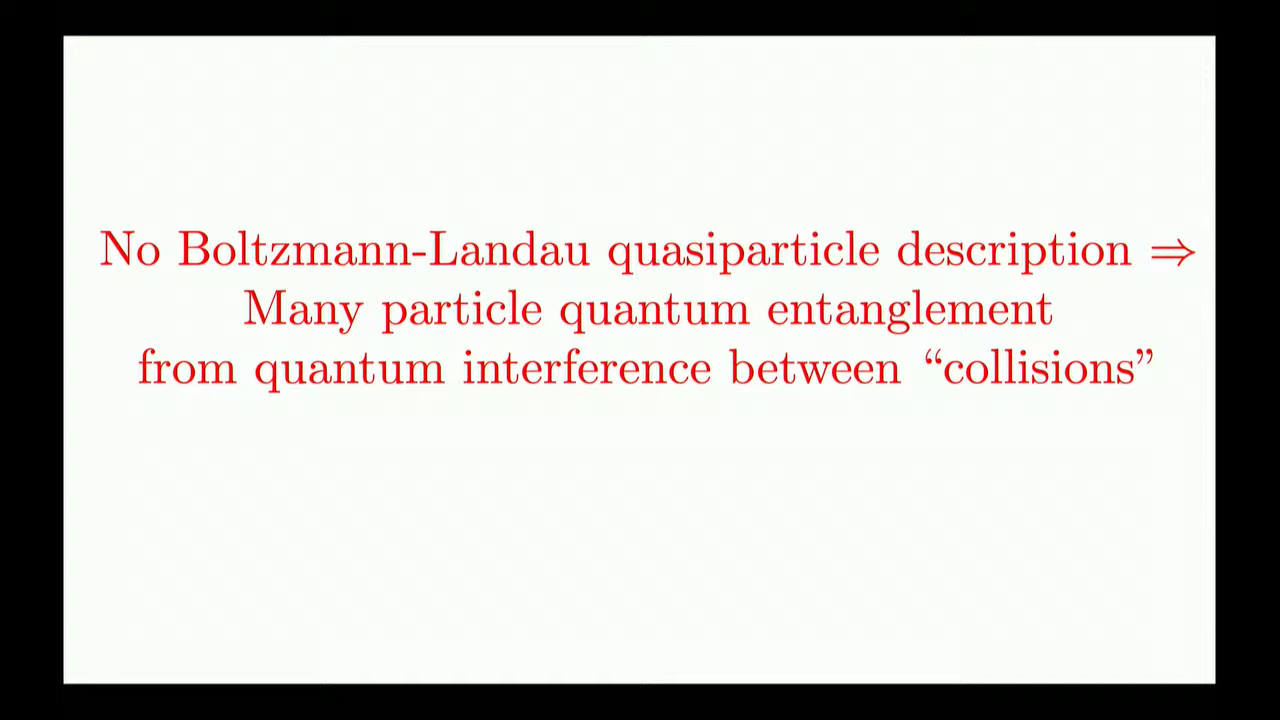 No Boltzmann-Landau quasiparticle description ⇒
Many particle quantum entanglement
from quantum interference between “collisions”